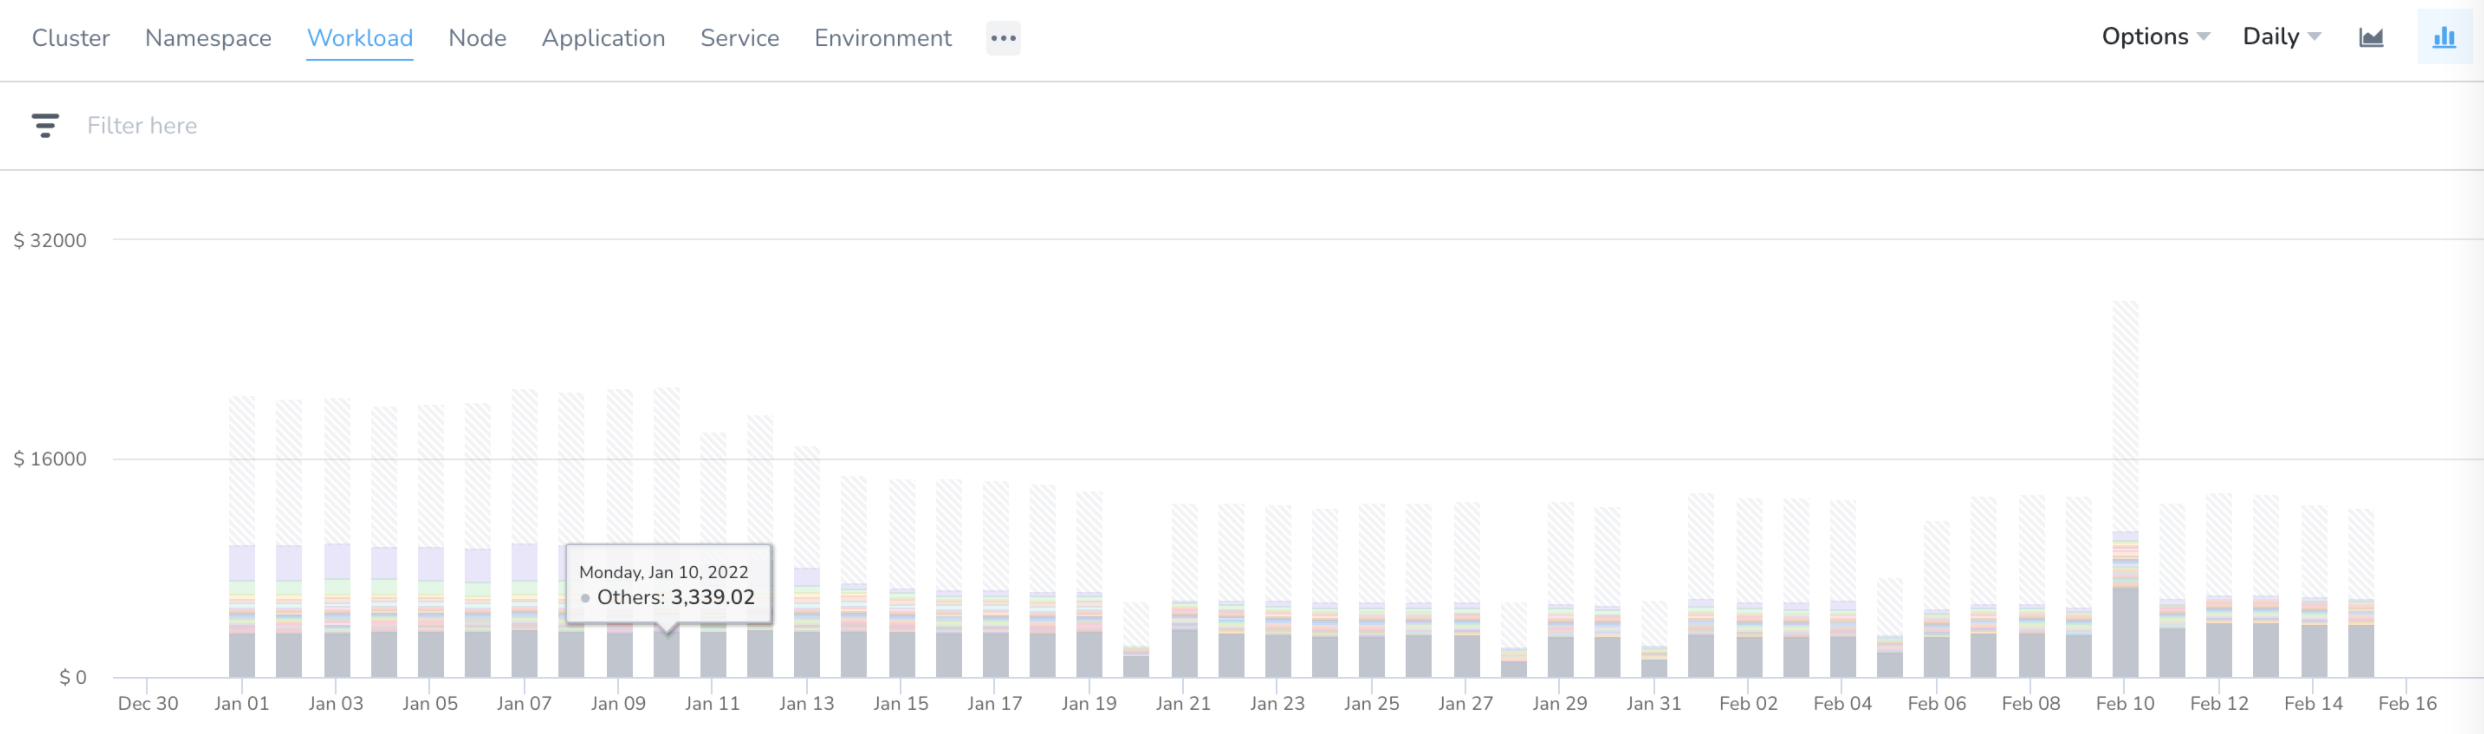 Cluster Namespace Workload Node Application Service Environment ••• Options Daily
Filter here
$ 32000
$ 16000
$ 0
Monday, Jan 10, 2022
Others: 3,339.02
Dec 30 Jan 01 Jan 03 Jan 05 Jan 07 Jan 09 Jan 11 Jan 13 Jan 15 Jan 17 Jan 19 Jan 21 Jan 23 Jan 25 Jan 27 Jan 29 Jan 31 Feb 02 Feb 04 Feb 06 Feb 08 Feb 10 Feb 12 Feb 14 Feb 16